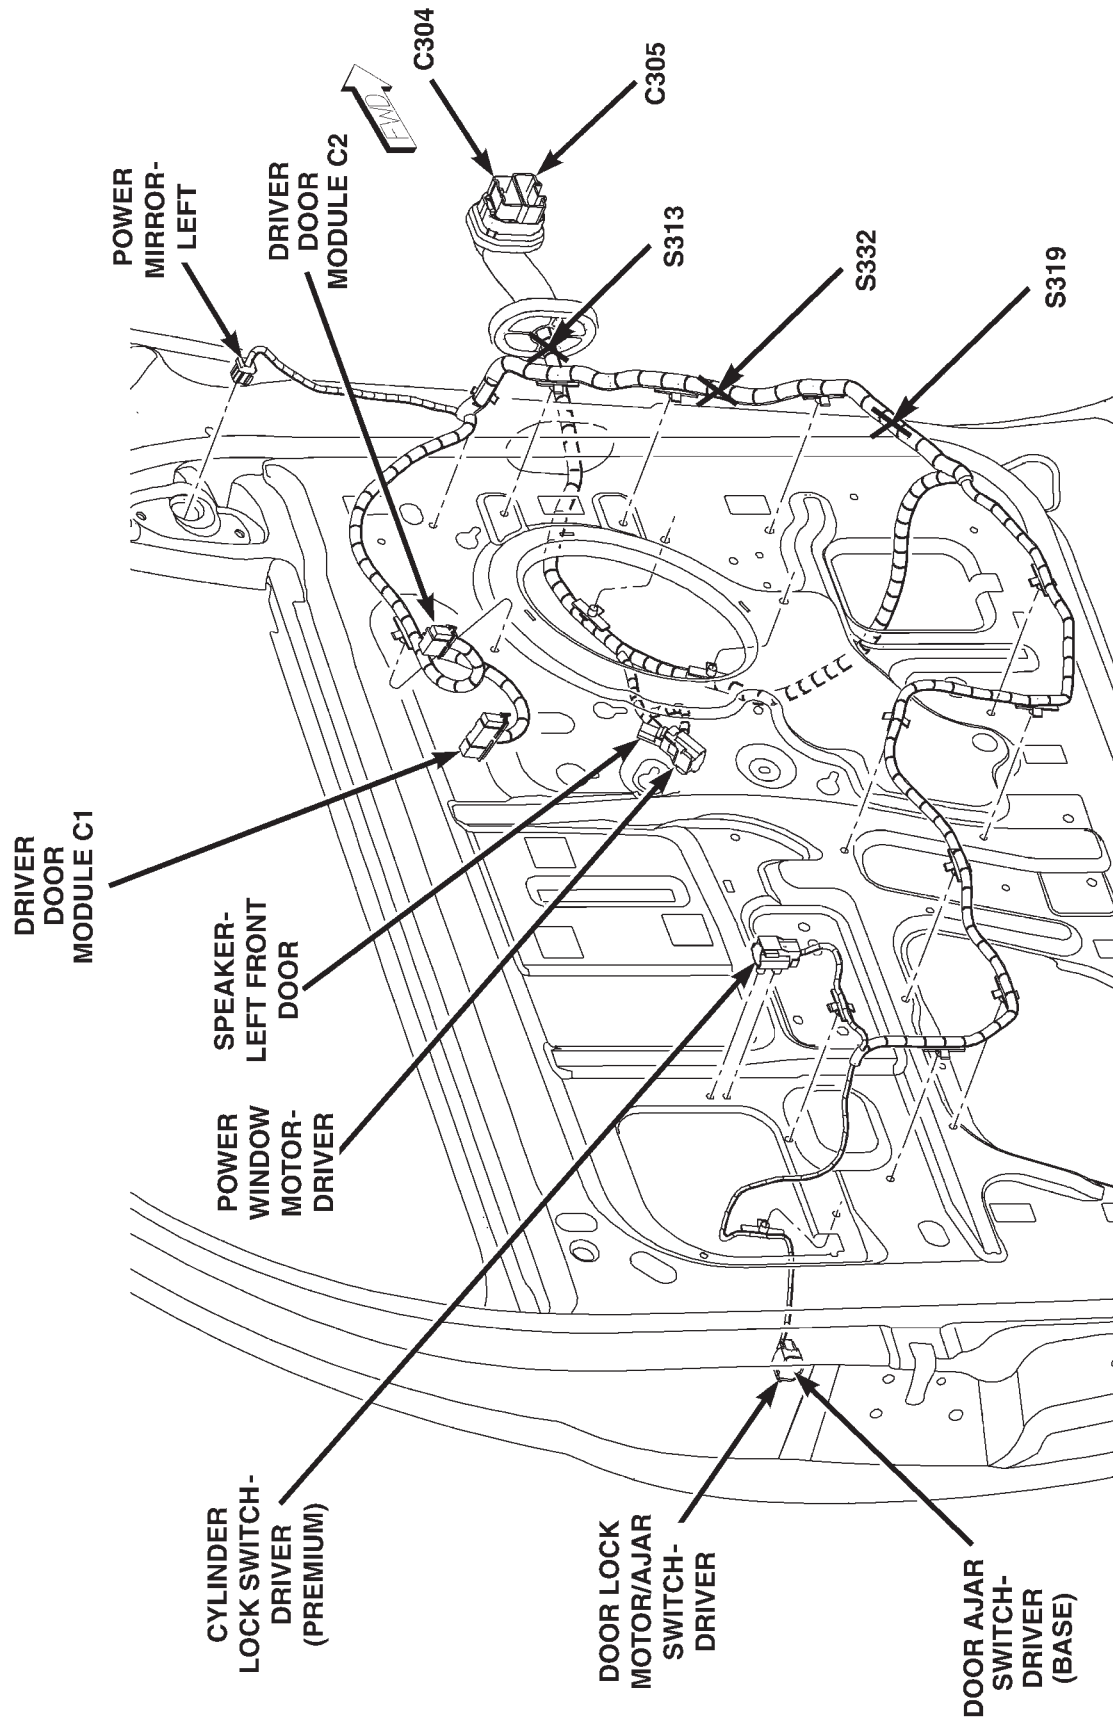 DRIVER
DOOR
MODULE C1
SPEAKER-
LEFT FRONT
DOOR
POWER
WINDOW
MOTOR-
DRIVER
CYLINDER
LOCK SWITCH-
DRIVER
(PREMIUM)
POWER
MIRROR-
LEFT
DRIVER
DOOR
MODULE C2
FWD
C304
C305
S313
S332
S319
DOOR LOCK
MOTOR/AJAR
SWITCH-
DRIVER
DOOR AJAR
SWITCH-
DRIVER
(BASE)